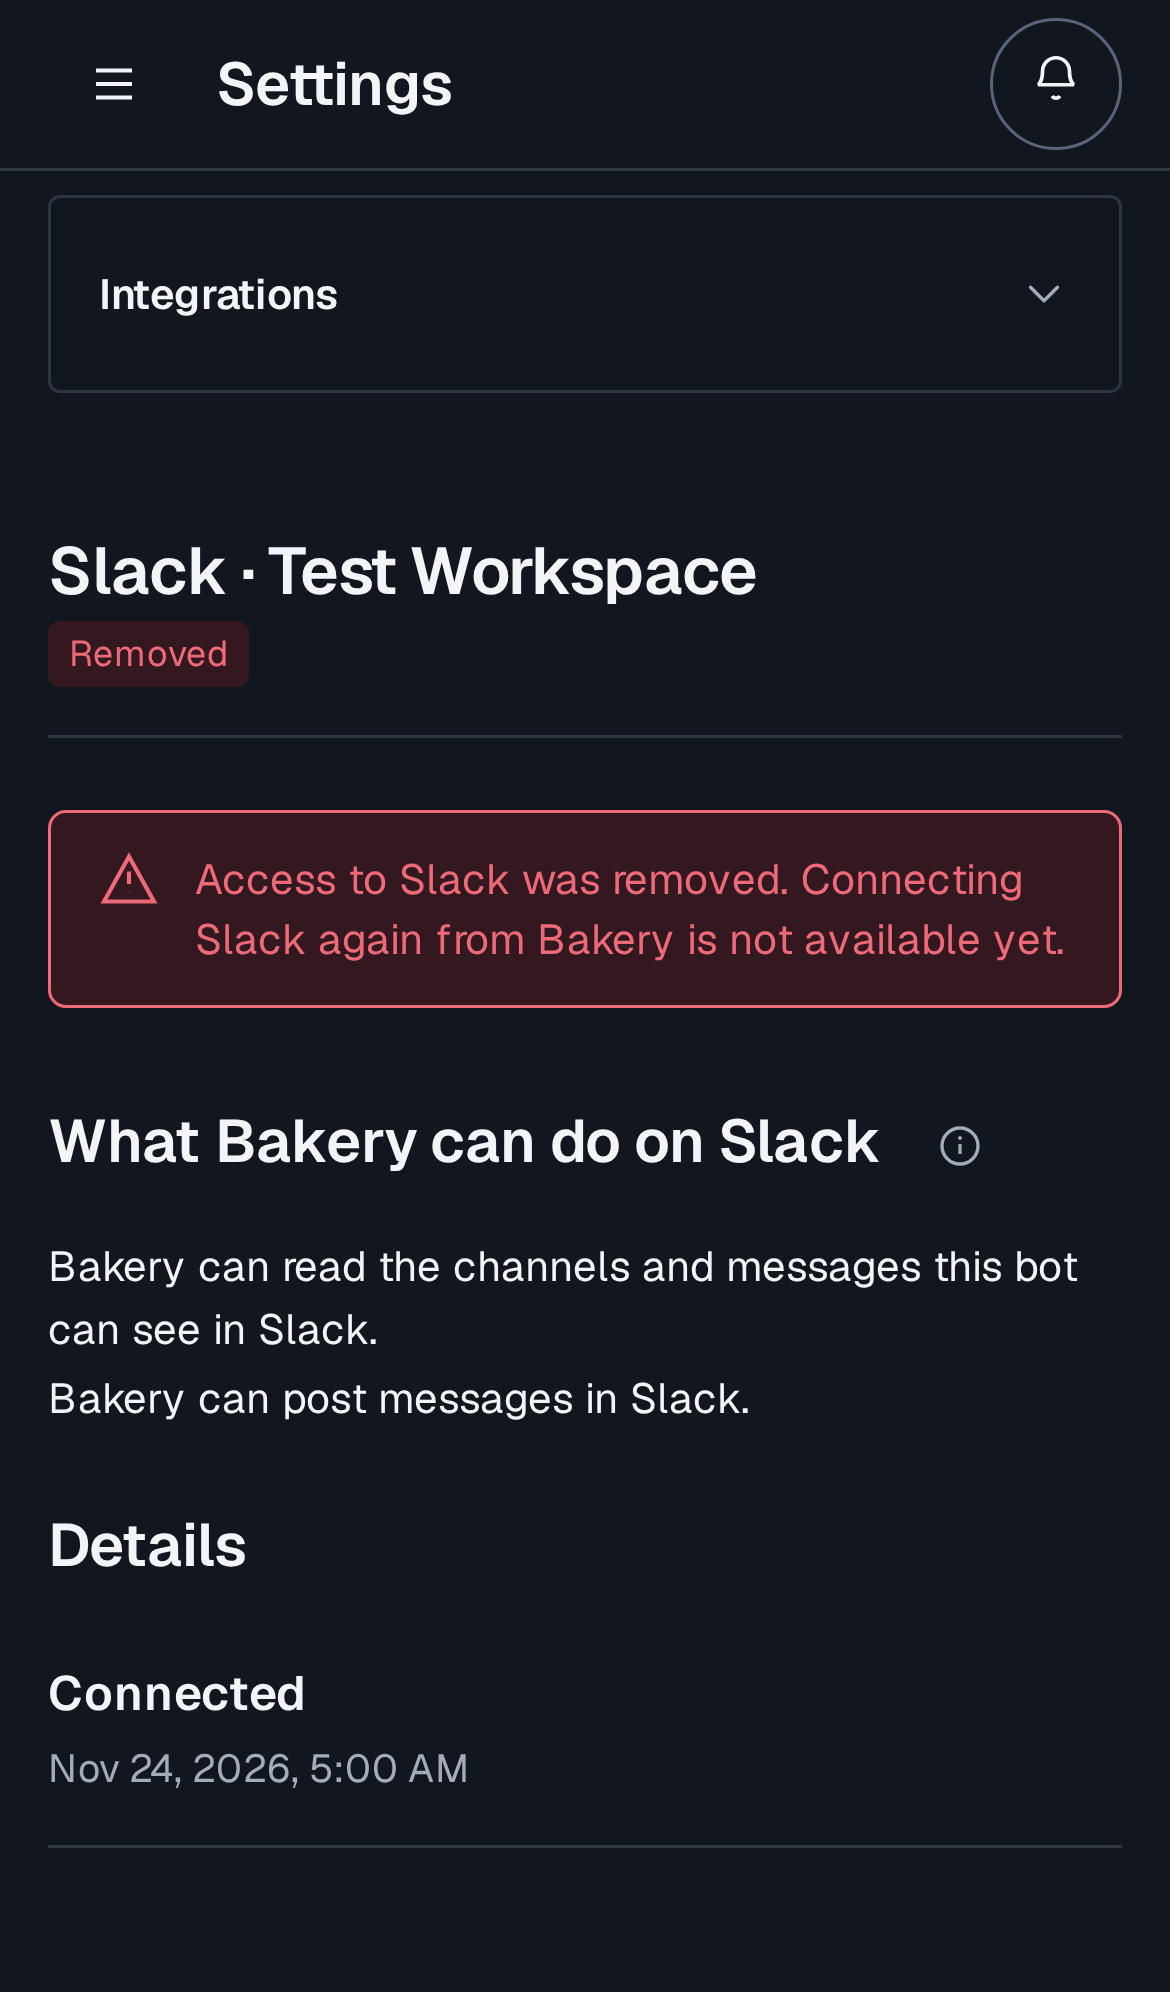 Settings
Integrations
Slack · Test Workspace
Removed
Access to Slack was removed. Connecting
Slack again from Bakery is not available yet.
What Bakery can do on Slack
Bakery can read the channels and messages this bot
can see in Slack.
Bakery can post messages in Slack.
Details
Connected
Nov 24, 2026, 5:00 AM